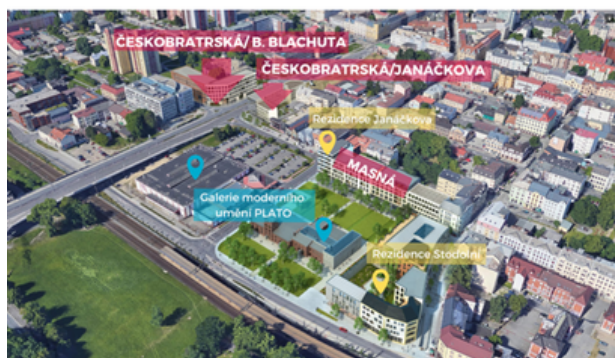 ČESKOBRATRSKÁ/ B. BLACHUTA
ČESKOBRATRSKÁ/JANÁČKOVA
Rezidence Janáčkova
MASNÁ
Galerie moderního
umění PLATO
Rezidence Stodolní